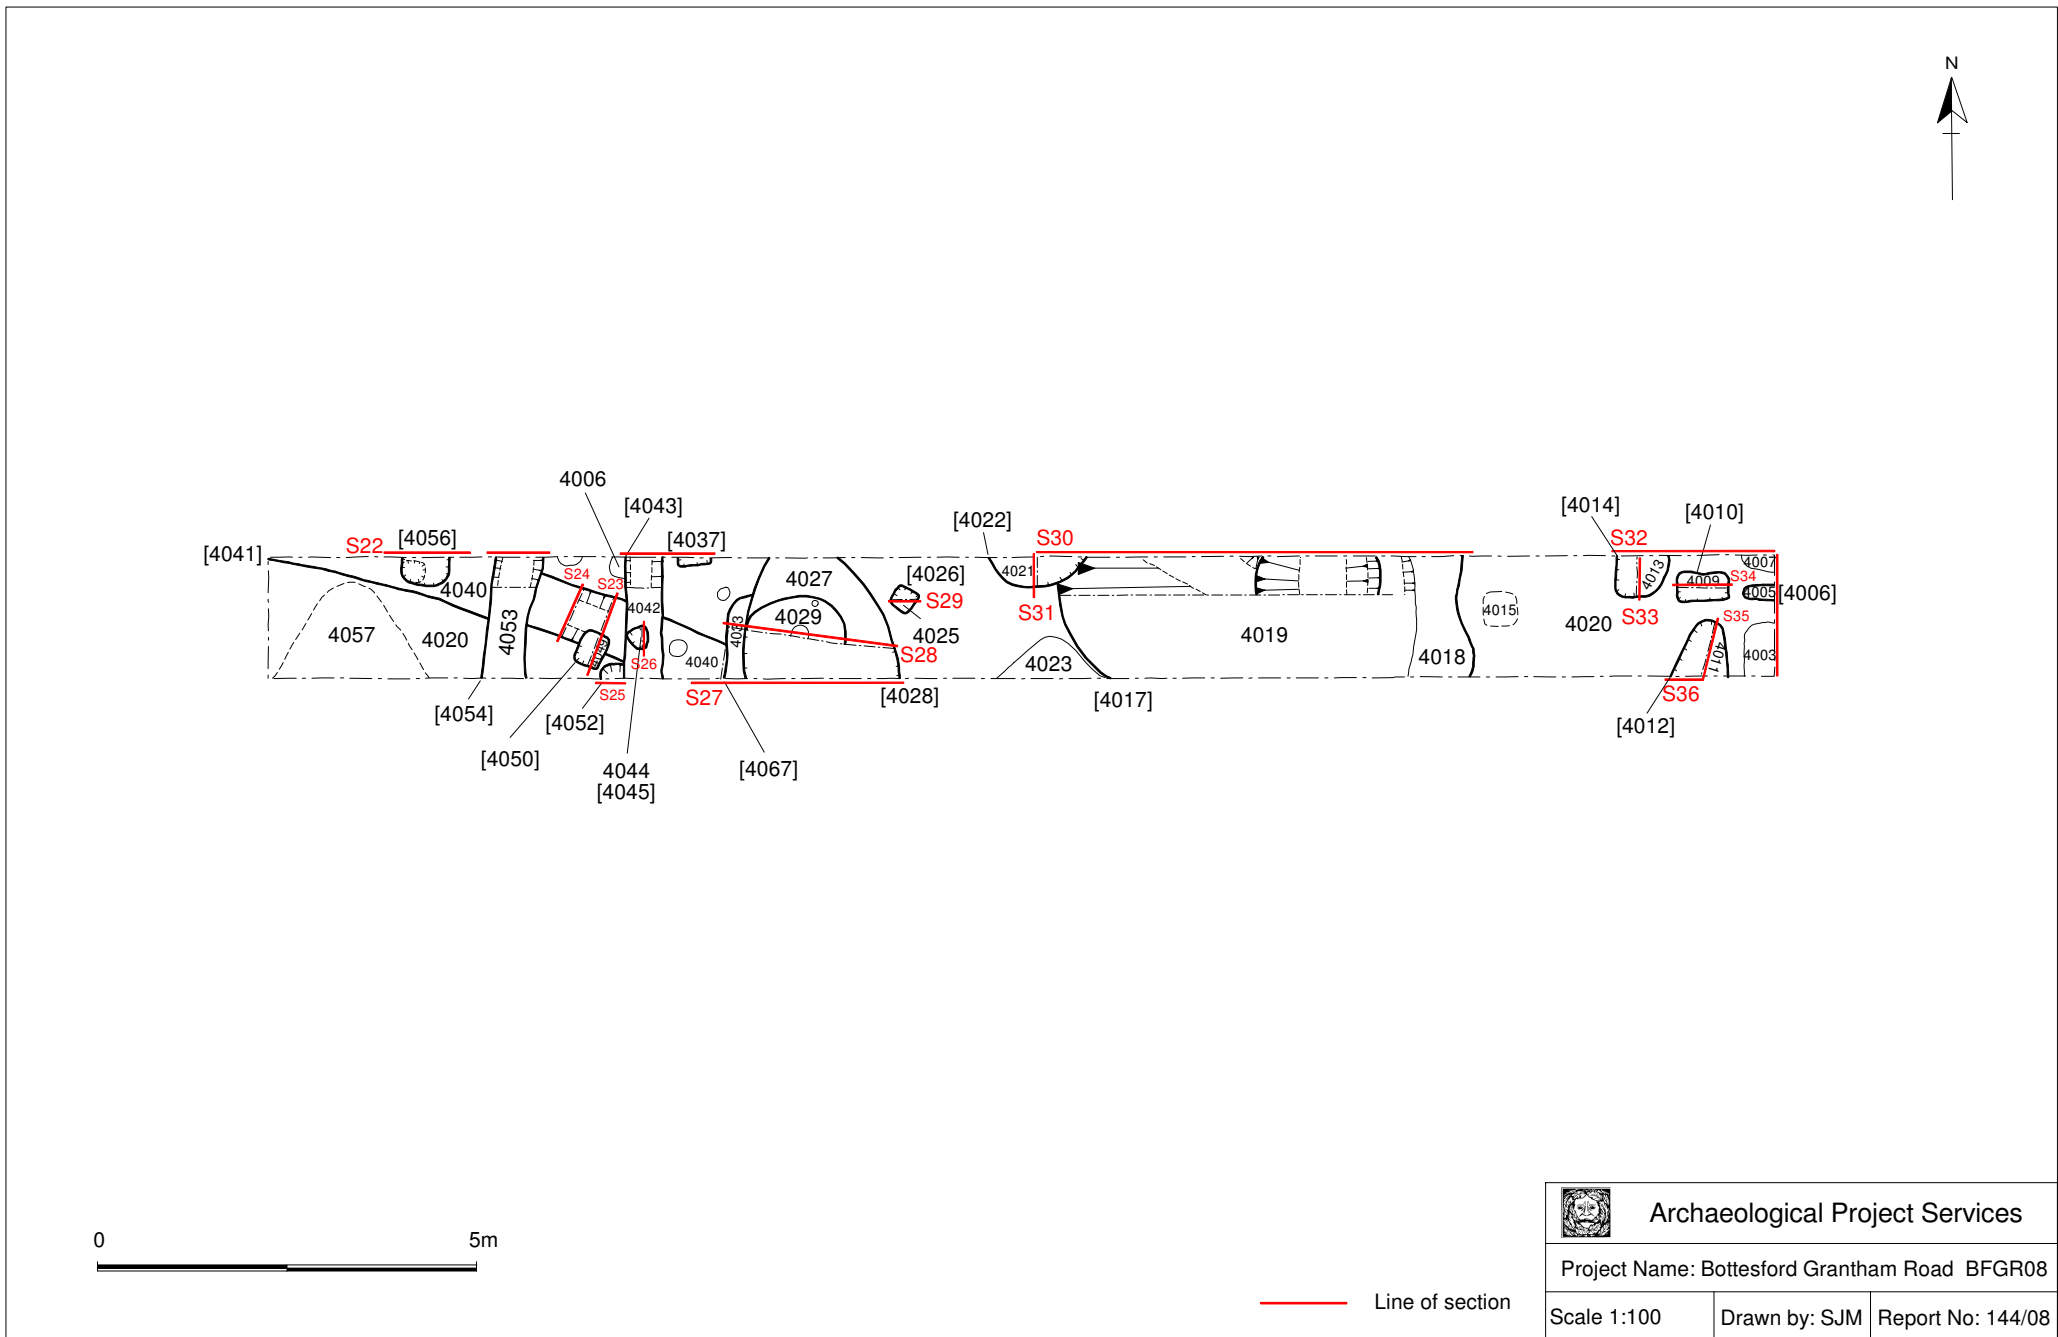 N
4006
[4043]
[4014]
[4010]
[4022]
S30
S32
[4041]
S22
[4056]
[4037]
4007
S24
S23
4027
[4026]
4021
4013
4009
S34
4040
4005
[4006]
S29
S31
S33
4042
4029
4025
4015
4020
S35
4057
4020
4053
4033
4019
S28
4049
S26
4040
4023
4018
4011
4003
S25
S27
[4028]
[4017]
S36
[4054]
[4052]
[4012]
[4050]
4044
[4067]
[4045]
0
5m
Line of section
Archaeological Project Services
Project Name: Bottesford Grantham Road BFGR08
Scale 1:100
Drawn by: SJM
Report No: 144/08